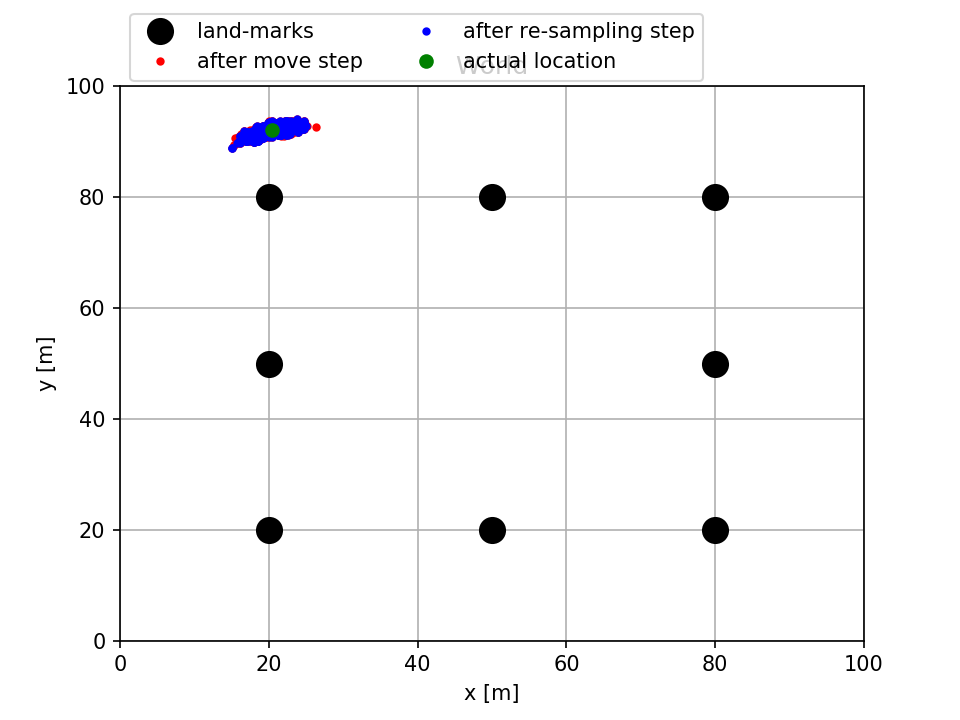 land-marks
after move step
after re-sampling step
actual location
World
100
80
60
40
20
0
y [m]
0 20 40 60 80 100
x [m]